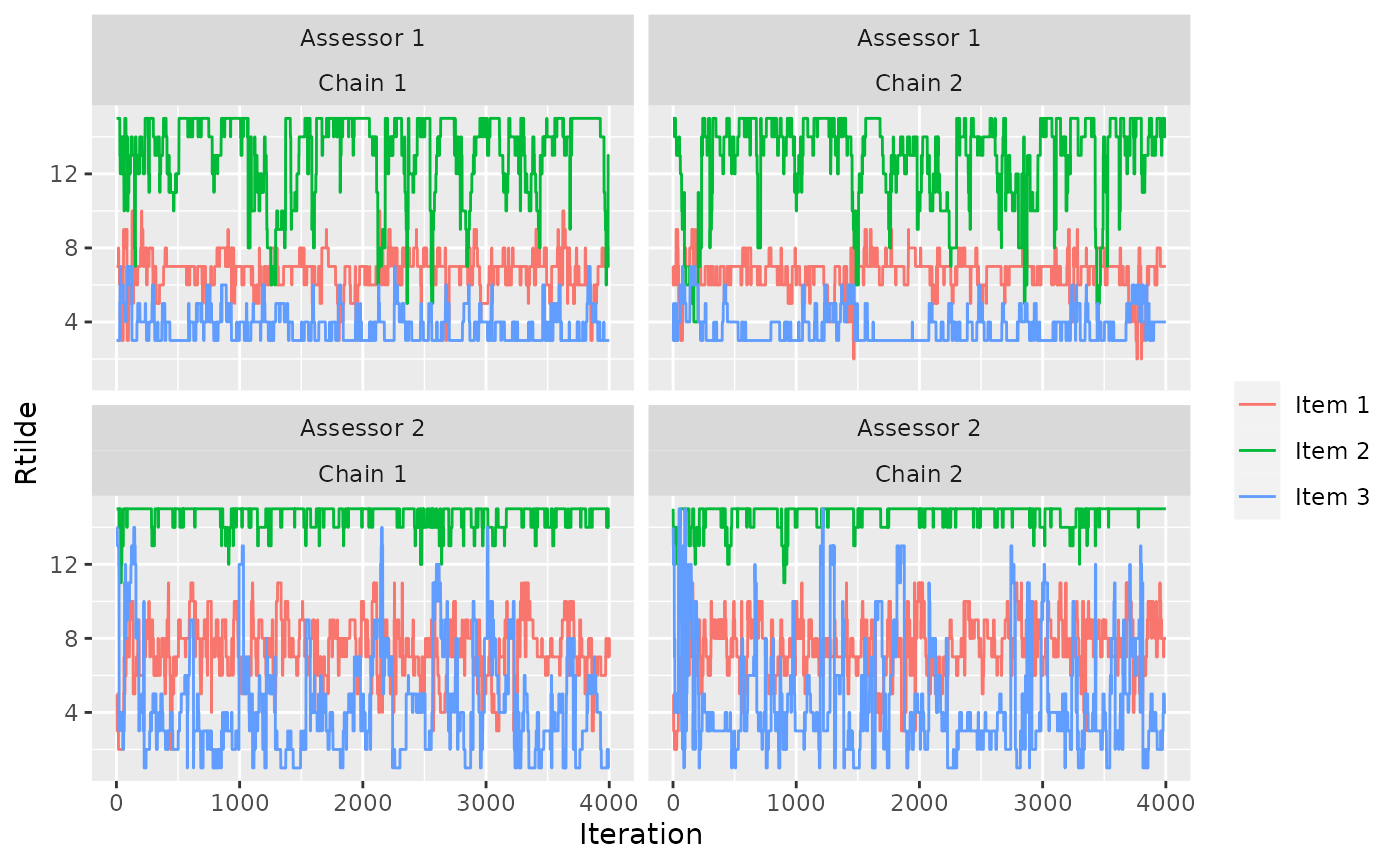 Assessor 1
Assessor 1
Chain 1
Chain 2
12
8
4
Assessor 2
Assessor 2
Chain 1
Chain 2
12
8
4
0 1000 2000 3000 4000
0 1000 2000 3000 4000
Iteration
Rtilde
Item 1
Item 2
Item 3